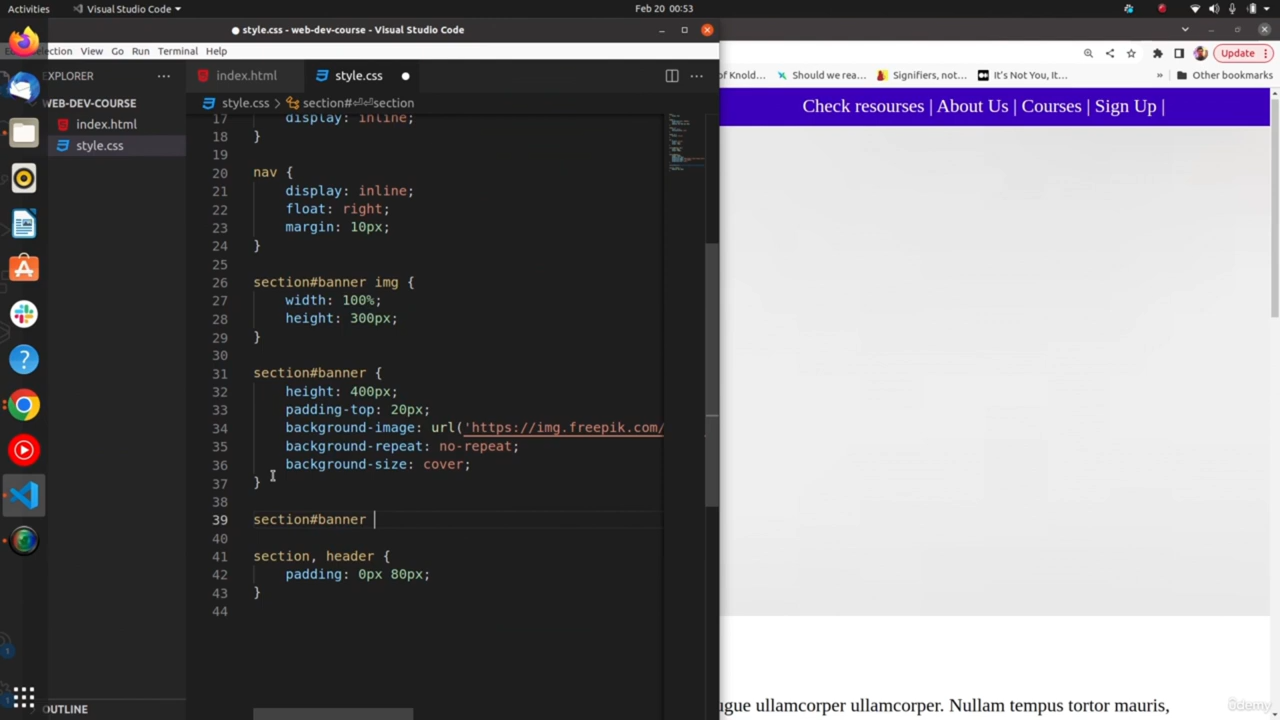 Activities
Visual Studio Code
Feb 20 00:53
style.css - web-dev-course - Visual Studio Code
View Go Run Terminal Help
Update
EXPLORER
index.html
style.css
of Knold...
Should we rea...
Signifiers, not...
It's Not You, It...
»
Other bookmarks
WEB-DEV-COURSE
index.html
style.css
style.css > section#⏎⏎section
Check resourses | About Us | Courses | Sign Up |
17 display: inline;
18 }
19
20 nav {
21 display: inline;
22 float: right;
23 margin: 10px;
24 }
25
26 section#banner img {
27 width: 100%;
28 height: 300px;
29 }
30
31 section#banner {
32 height: 400px;
33 padding-top: 20px;
34 background-image: url('https://img.freepik.com/
35 background-repeat: no-repeat;
36 background-size: cover;
37 }
38
39 section#banner
40
41 section, header {
42 padding: 0px 80px;
43 }
44
OUTLINE
ugue ullamcorper ullamcorper. Nullam tempus tortor mauris,
ûdemy